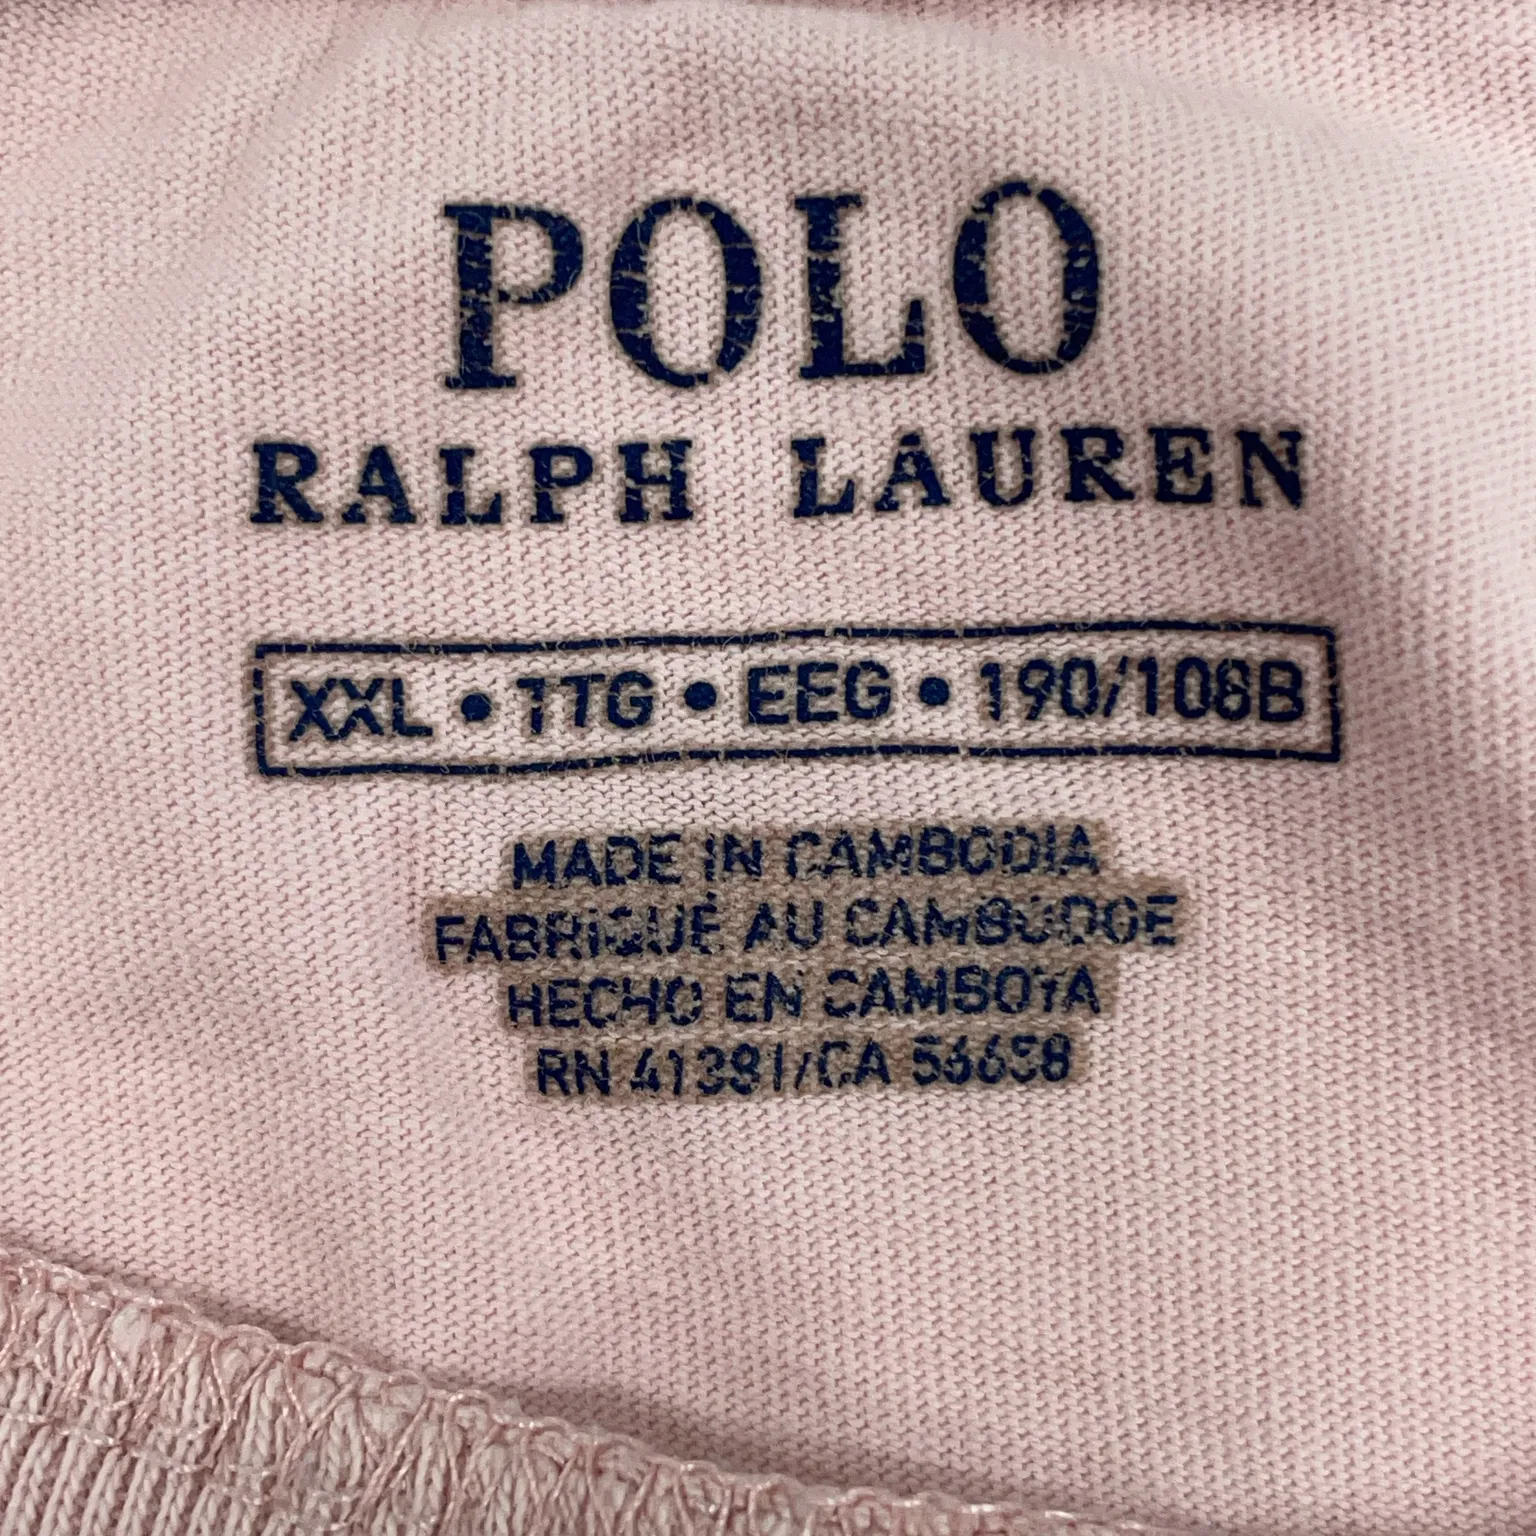 POLO
RALPH LAUREN
XXL • TTG • EEG • 190/108B
MADE IN CAMBODIA
FABRIQUÉ AU CAMBODGE
HECHO EN CAMBOYA
RN 41381/CA 56658